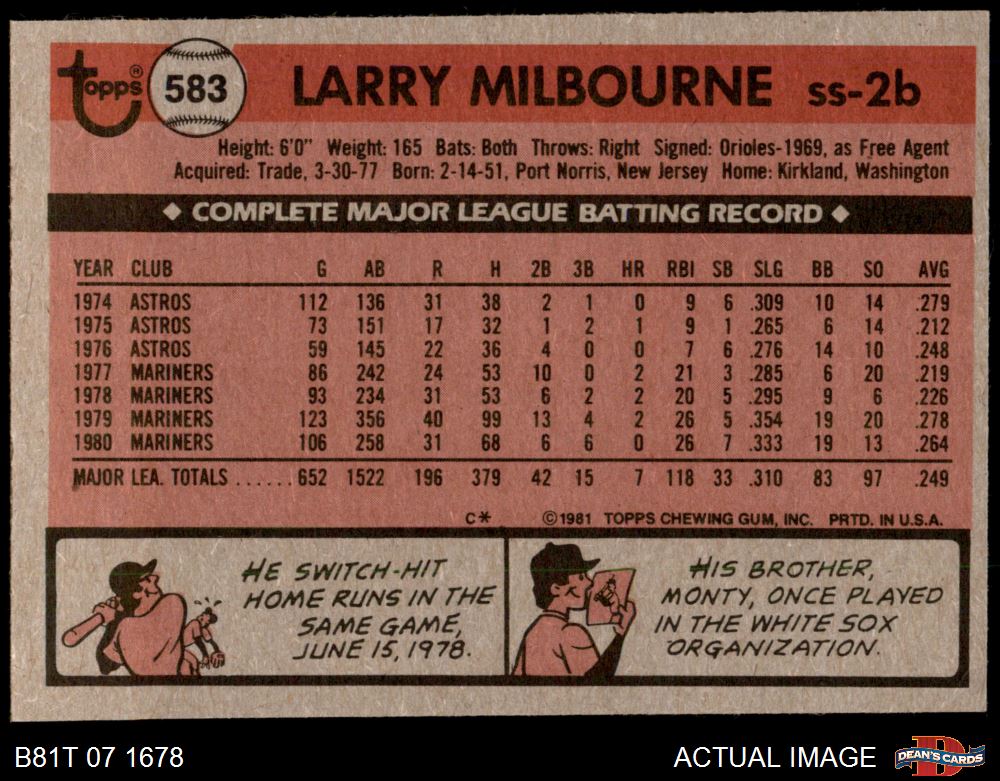 Topps® 583 LARRY MILBOURNE ss-2b
Height: 6'0" Weight: 165 Bats: Both Throws: Right Signed: Orioles-1969, as Free Agent
Acquired: Trade, 3-30-77 Born: 2-14-51, Port Norris, New Jersey Home: Kirkland, Washington
◆ COMPLETE MAJOR LEAGUE BATTING RECORD ◆
YEAR CLUB G AB R H 2B 3B HR RBI SB SLG BB SO AVG
1974 ASTROS 112 136 31 38 2 1 0 9 6 .309 10 14 .279
1975 ASTROS 73 151 17 32 1 2 1 9 1 .265 6 14 .212
1976 ASTROS 59 145 22 36 4 0 0 7 6 .276 14 10 .248
1977 MARINERS 86 242 24 53 10 0 2 21 3 .285 6 20 .219
1978 MARINERS 93 234 31 53 6 2 2 20 5 .295 9 6 .226
1979 MARINERS 123 356 40 99 13 4 2 26 5 .354 19 20 .278
1980 MARINERS 106 258 31 68 6 6 0 26 7 .333 19 13 .264
MAJOR LEA. TOTALS ......652 1522 196 379 42 15 7 118 33 .310 83 97 .249
C* ©1981 TOPPS CHEWING GUM, INC. PRTD. IN U.S.A.
HE SWITCH-HIT
HOME RUNS IN THE
SAME GAME,
JUNE 15, 1978.
HIS BROTHER,
MONTY, ONCE PLAYED
IN THE WHITE SOX
ORGANIZATION.
B81T 07 1678 ACTUAL IMAGE D DEAN'S CARDS